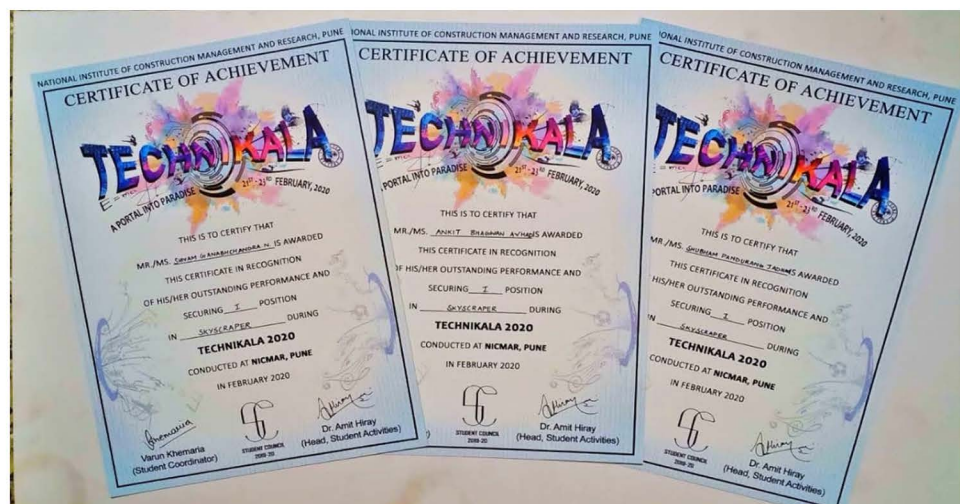 NATIONAL INSTITUTE OF CONSTRUCTION MANAGEMENT AND RESEARCH, PUNE
CERTIFICATE OF ACHIEVEMENT
TECHNIKALA
A PORTAL INTO PARADISE
21ST - 23RD FEBRUARY, 2020
THIS IS TO CERTIFY THAT
MR./MS. N. IS AWARDED
THIS CERTIFICATE IN RECOGNITION
OF HIS/HER OUTSTANDING PERFORMANCE AND
SECURING I POSITION
IN SKYSCRAPER DURING
TECHNIKALA 2020
CONDUCTED AT NICMAR, PUNE
IN FEBRUARY 2020
Varun Khemaria
(Student Coordinator)
STUDENT COUNCIL
2019-20
Dr. Amit Hiray
(Head, Student Activities)
IONAL INSTITUTE OF CONSTRUCTION MANAGEMENT AND RESEARCH, PUNE
CERTIFICATE OF ACHIEVEMENT
TECHNIKALA
PORTAL INTO PARADISE
21ST - 23RD FEBRUARY, 2020
THIS IS TO CERTIFY THAT
MR./MS. ANKIT BHAGWAN AVHAD IS AWARDED
THIS CERTIFICATE IN RECOGNITION
OF HIS/HER OUTSTANDING PERFORMANCE AND
SECURING I POSITION
IN SKYSCRAPER DURING
TECHNIKALA 2020
CONDUCTED AT NICMAR, PUNE
IN FEBRUARY 2020
STUDENT COUNCIL
2019-20
Dr. Amit Hiray
(Head, Student Activities)
IONAL INSTITUTE OF CONSTRUCTION MANAGEMENT AND RESEARCH, PUNE
CERTIFICATE OF ACHIEVEMENT
TECHNIKALA
PORTAL INTO PARADISE
21ST - 23RD FEBRUARY, 2020
THIS IS TO CERTIFY THAT
MR./MS. SHUBHAM PANDURANG JADHAV IS AWARDED
THIS CERTIFICATE IN RECOGNITION
HIS/HER OUTSTANDING PERFORMANCE AND
SECURING I POSITION
IN SKYSCRAPER DURING
TECHNIKALA 2020
CONDUCTED AT NICMAR, PUNE
IN FEBRUARY 2020
STUDENT COUNCIL
2019-20
Dr. Amit Hiray
(Head, Student Activities)